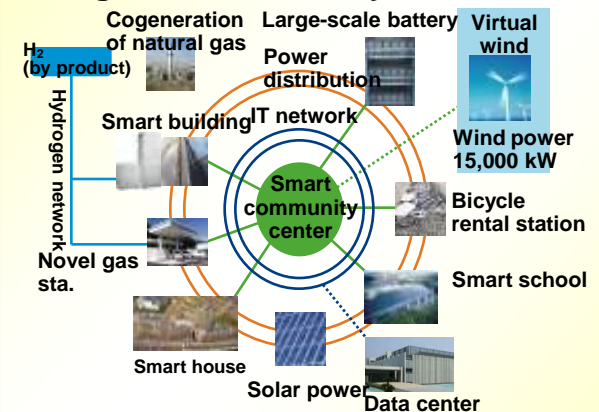 Cogeneration
of natural gas
Large-scale battery
Virtual
wind
H₂
(by product)
Power
distribution
Hydrogen network
Smart building
IT network
Wind power
15,000 kW
Smart
community
center
Bicycle
rental station
Novel gas
sta.
Smart school
Smart house
Solar power
Data center